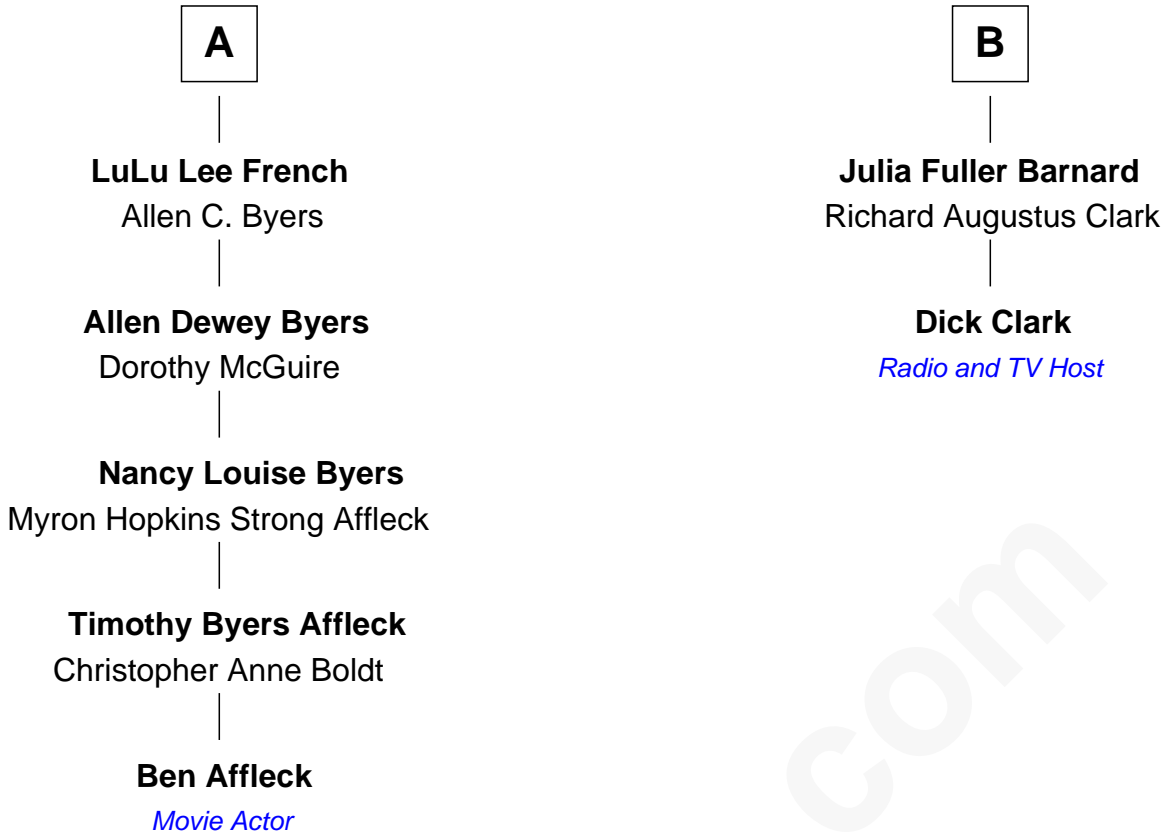 A
LuLu Lee French
Allen C. Byers
Allen Dewey Byers
Dorothy McGuire
Nancy Louise Byers
Myron Hopkins Strong Affleck
Timothy Byers Affleck
Christopher Anne Boldt
Ben Affleck
Movie Actor
B
Julia Fuller Barnard
Richard Augustus Clark
Dick Clark
Radio and TV Host
com